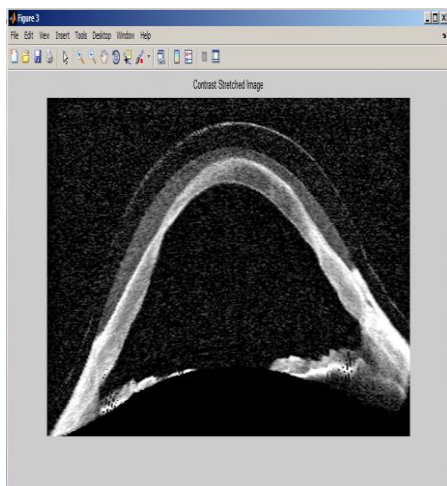 Figure 3
File Edit View Insert Tools Desktop Window Help
Contrast Stretched Image